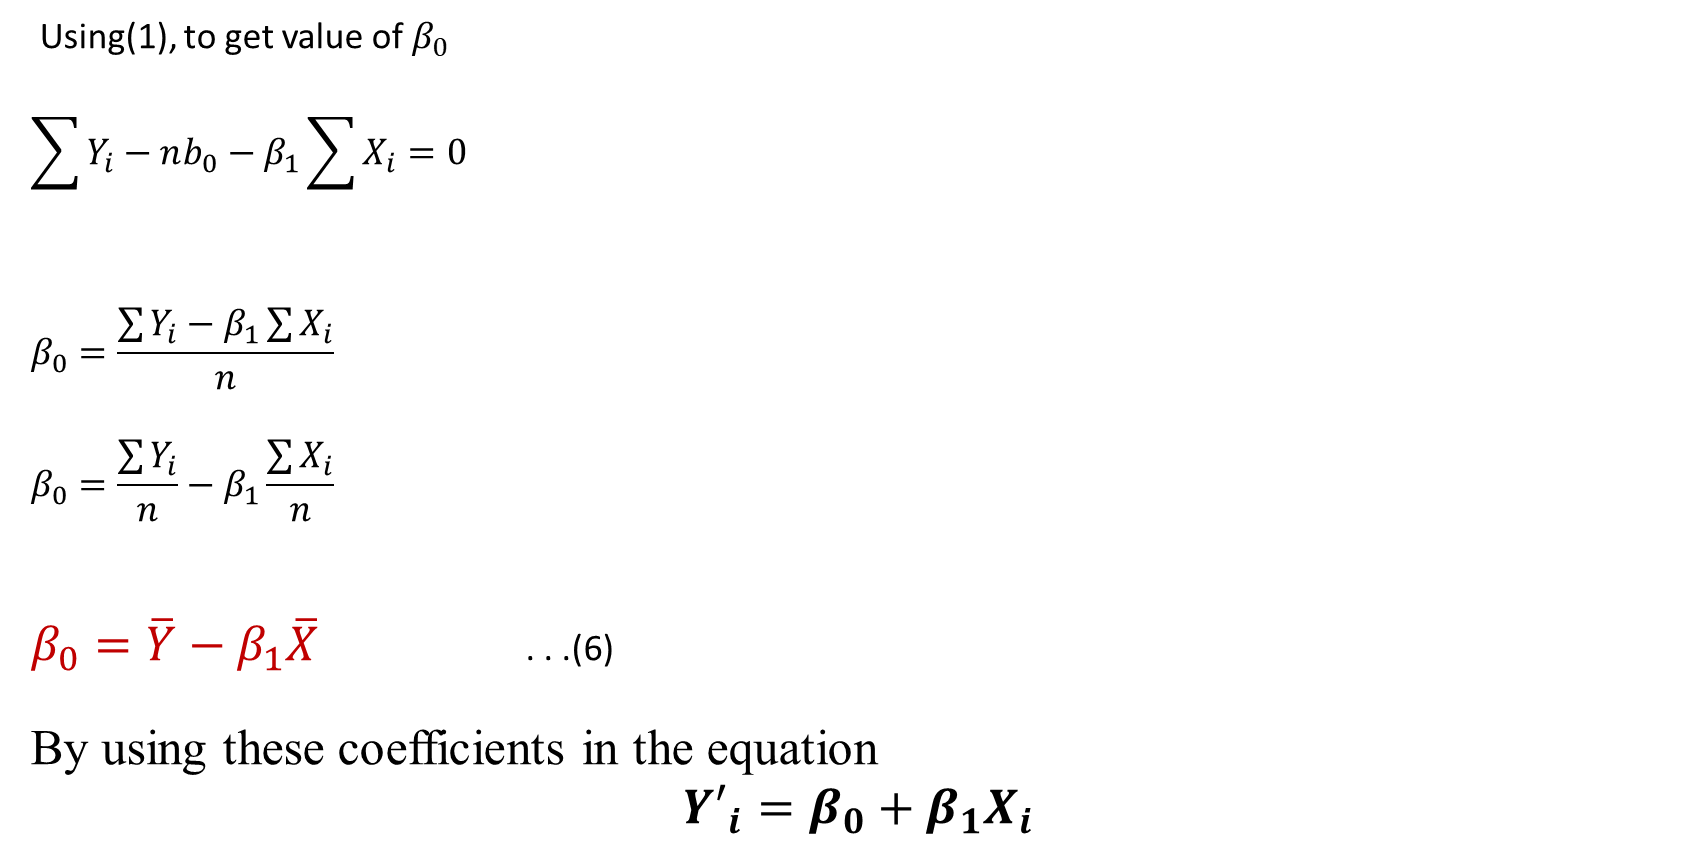 Using(1), to get value of β₀
∑ Yᵢ − nb₀ − β₁ ∑ Xᵢ = 0
β₀ = (∑ Yᵢ − β₁ ∑ Xᵢ) / n
β₀ = ∑ Yᵢ / n − β₁ ∑ Xᵢ / n
β₀ = Ȳ − β₁X̄ . . .(6)
By using these coefficients in the equation
Y′ᵢ = β₀ + β₁Xᵢ